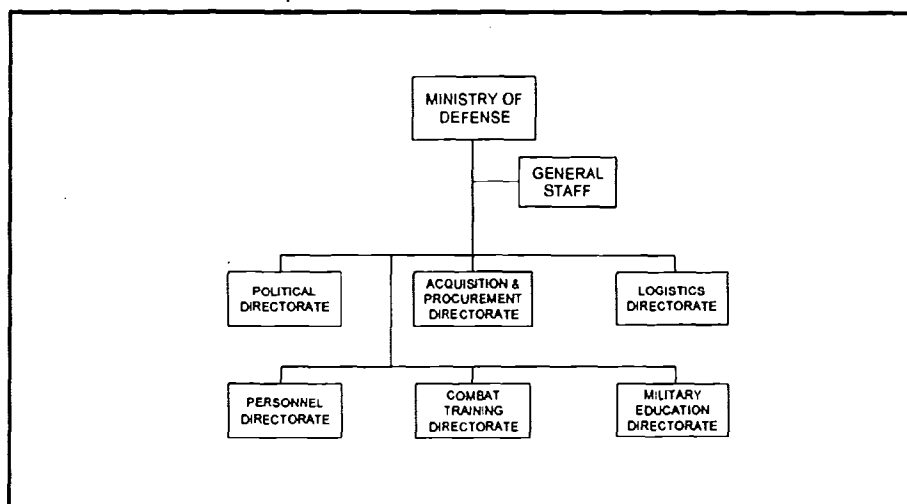 MINISTRY OF
DEFENSE
GENERAL
STAFF
POLITICAL
DIRECTORATE
ACQUISITION &
PROCUREMENT
DIRECTORATE
LOGISTICS
DIRECTORATE
PERSONNEL
DIRECTORATE
COMBAT
TRAINING
DIRECTORATE
MILITARY
EDUCATION
DIRECTORATE